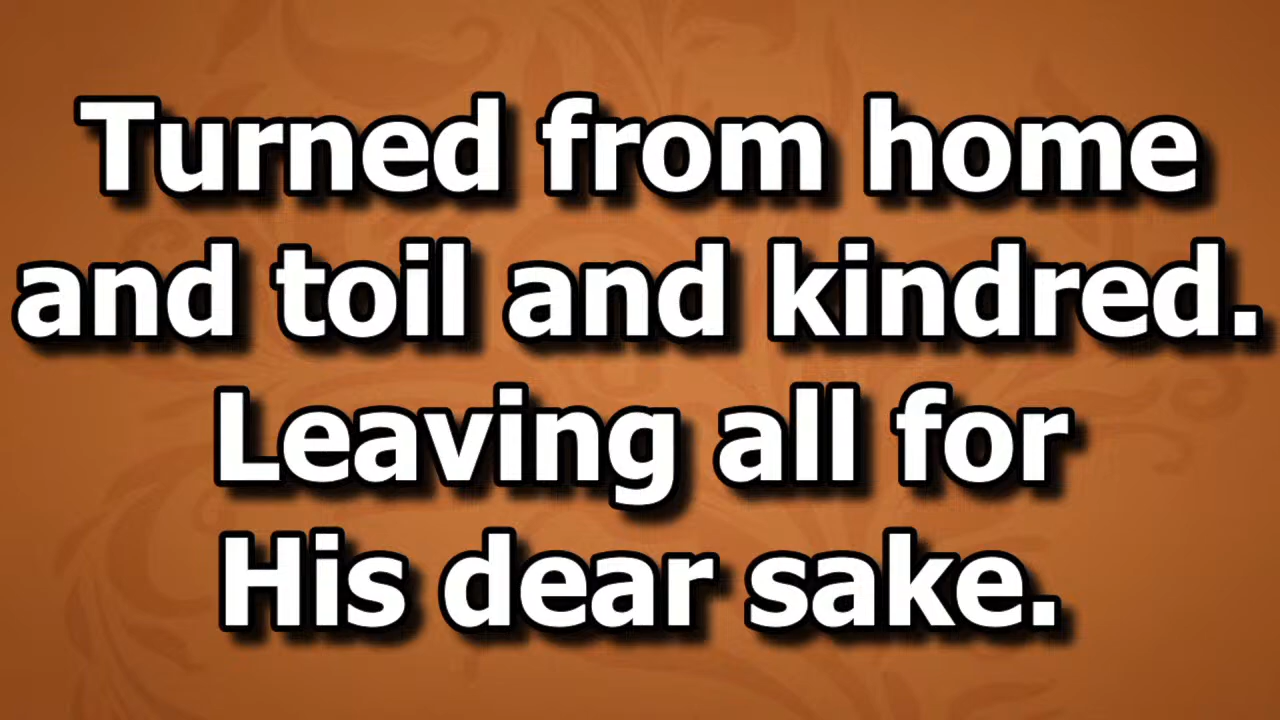 Turned from home
and toil and kindred.
Leaving all for
His dear sake.